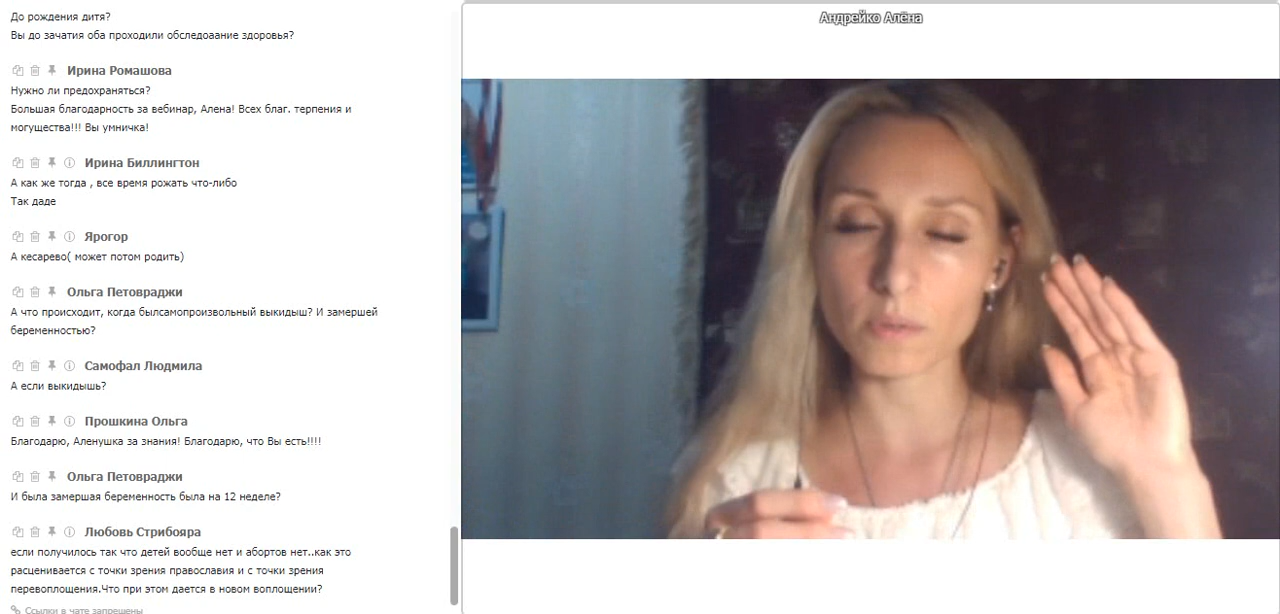 До рождения дитя?
Вы до зачатия оба проходили обследоаание здоровья?
Ирина Ромашова
Нужно ли предохраняться?
Большая благодарность за вебинар, Алена! Всех благ. терпения и
могущества!!! Вы умничка!
Ирина Биллингтон
А как же тогда , все время рожать что-либо
Так даде
Ярогор
А кесарево( может потом родить)
Ольга Петовраджи
А что происходит, когда былсамопроизвольный выкидыш? И замершей
беременностью?
Самофал Людмила
А если выкидышь?
Прошкина Ольга
Благодарю, Аленушка за знания! Благодарю, что Вы есть!!!!
Ольга Петовраджи
И была замершая беременность была на 12 неделе?
Любовь Стрибояра
если получилось так что детей вообще нет и абортов нет..как это
расценивается с точки зрения православия и с точки зрения
перевоплощения.Что при этом дается в новом воплощении?
Ссылки в чате запрещены
Андрейко Алёна